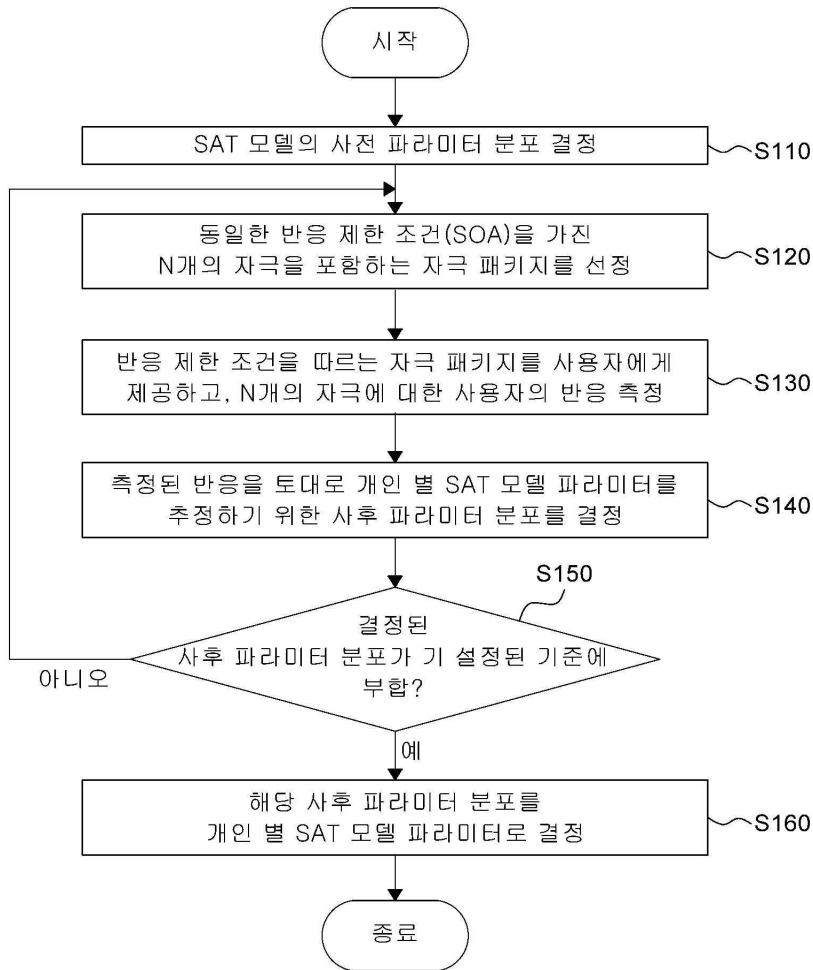 시작
SAT 모델의 사전 파라미터 분포 결정
S110
동일한 반응 제한 조건(SOA)을 가진
N개의 자극을 포함하는 자극 패키지를 선정
S120
반응 제한 조건을 따르는 자극 패키지를 사용자에게
제공하고, N개의 자극에 대한 사용자의 반응 측정
S130
측정된 반응을 토대로 개인 별 SAT 모델 파라미터를
추정하기 위한 사후 파라미터 분포를 결정
S140
S150
결정된
사후 파라미터 분포가 기 설정된 기준에
부합?
아니오
예
해당 사후 파라미터 분포를
개인 별 SAT 모델 파라미터로 결정
S160
종료